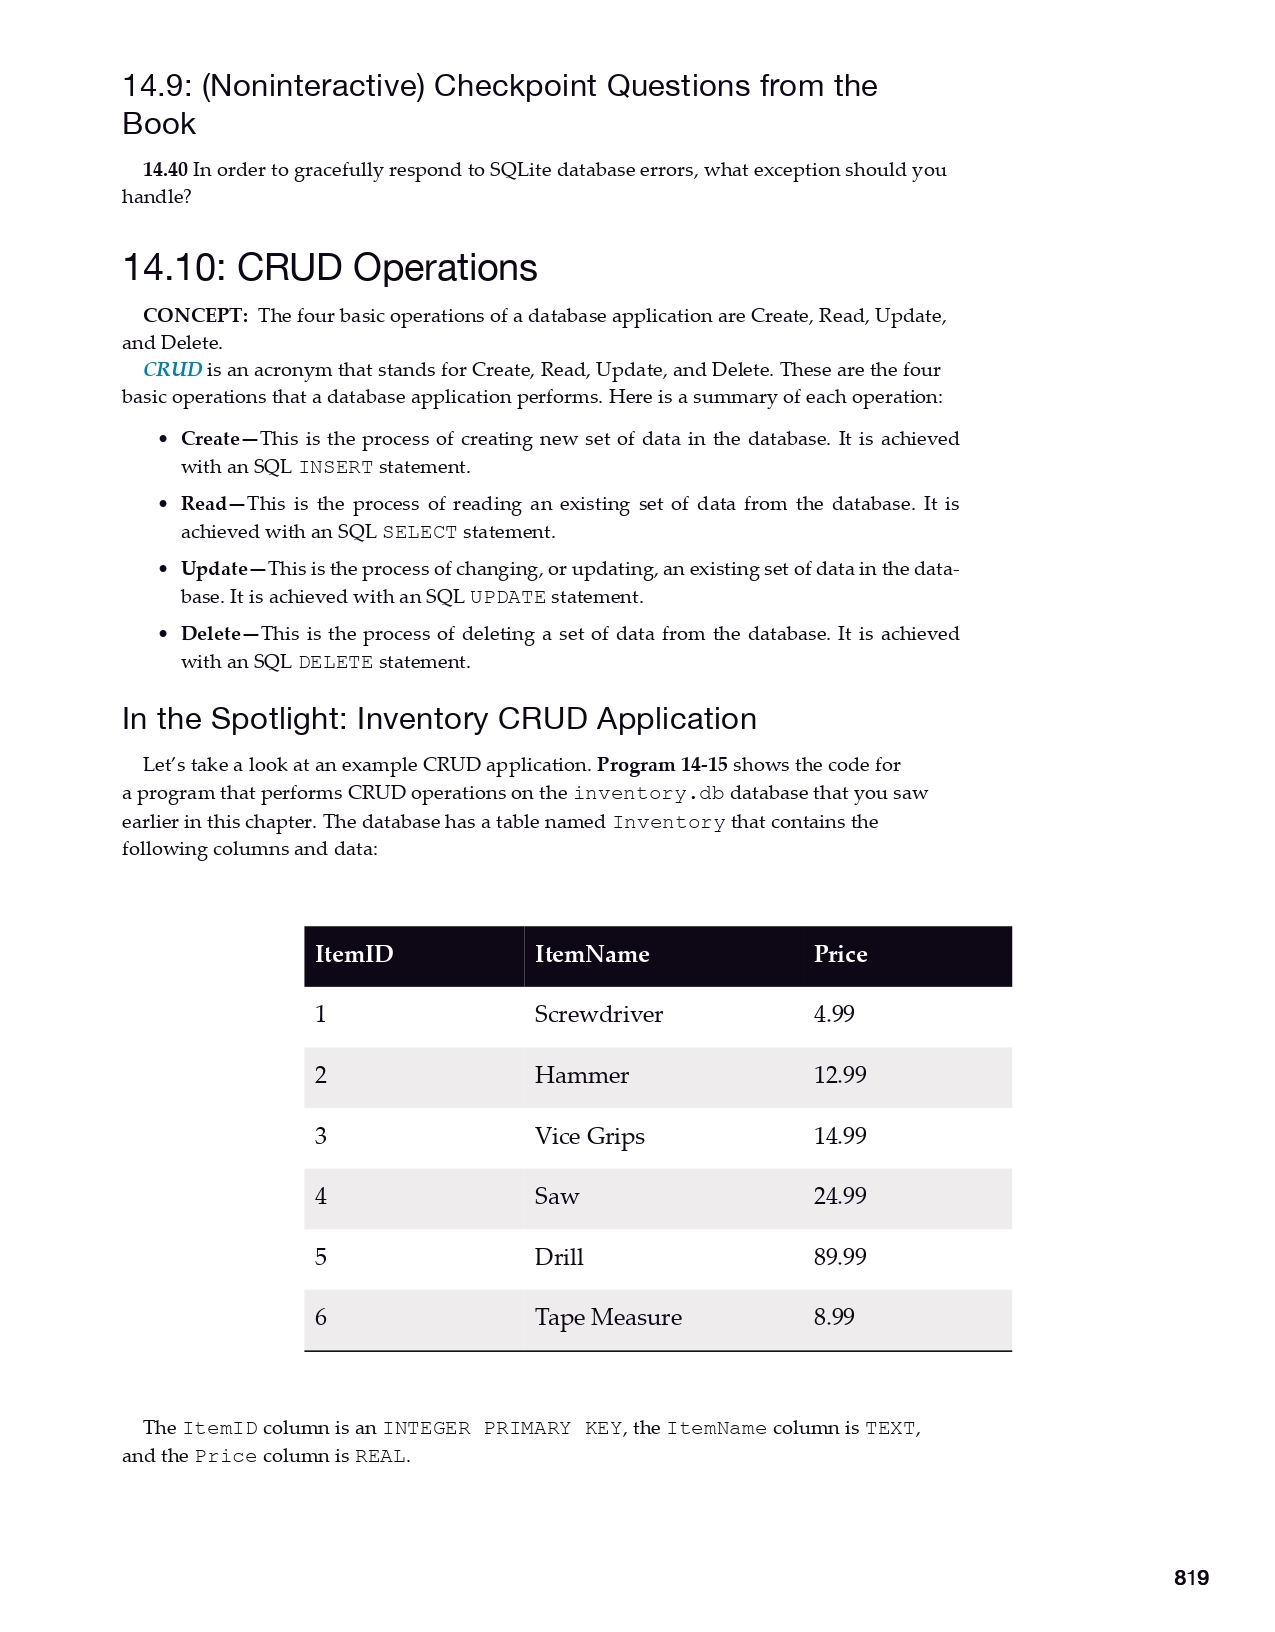 14.9: (Noninteractive) Checkpoint Questions from the
Book
14.40 In order to gracefully respond to SQLite database errors, what exception should you
handle?
14.10: CRUD Operations
CONCEPT: The four basic operations of a database application are Create, Read, Update,
and Delete.
CRUD is an acronym that stands for Create, Read, Update, and Delete. These are the four
basic operations that a database application performs. Here is a summary of each operation:
• Create—This is the process of creating new set of data in the database. It is achieved
with an SQL INSERT statement.
• Read—This is the process of reading an existing set of data from the database. It is
achieved with an SQL SELECT statement.
• Update—This is the process of changing, or updating, an existing set of data in the data-
base. It is achieved with an SQL UPDATE statement.
• Delete—This is the process of deleting a set of data from the database. It is achieved
with an SQL DELETE statement.
In the Spotlight: Inventory CRUD Application
Let's take a look at an example CRUD application. Program 14-15 shows the code for
a program that performs CRUD operations on the inventory.db database that you saw
earlier in this chapter. The database has a table named Inventory that contains the
following columns and data:
ItemID ItemName Price
1 Screwdriver 4.99
2 Hammer 12.99
3 Vice Grips 14.99
4 Saw 24.99
5 Drill 89.99
6 Tape Measure 8.99
The ItemID column is an INTEGER PRIMARY KEY, the ItemName column is TEXT,
and the Price column is REAL.
819